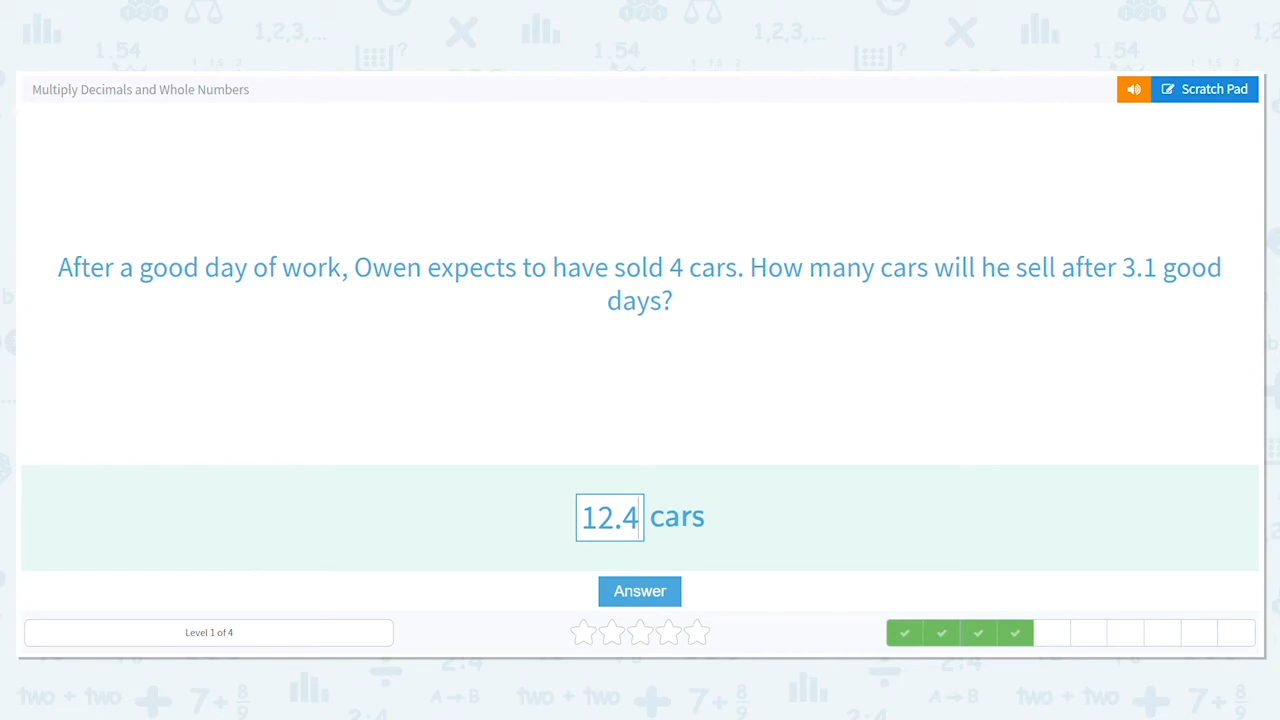 Multiply Decimals and Whole Numbers
Scratch Pad
After a good day of work, Owen expects to have sold 4 cars. How many cars will he sell after 3.1 good
days?
12.4 cars
Answer
Level 1 of 4